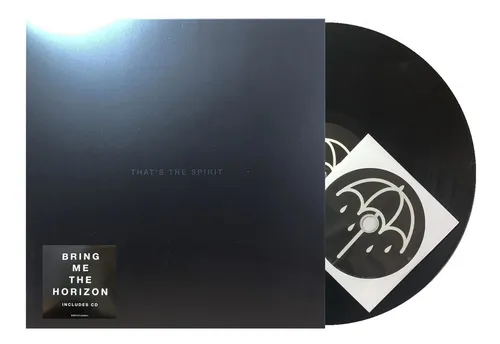 THAT'S THE SPIRIT
BRING
ME
THE
HORIZON
INCLUDES CD